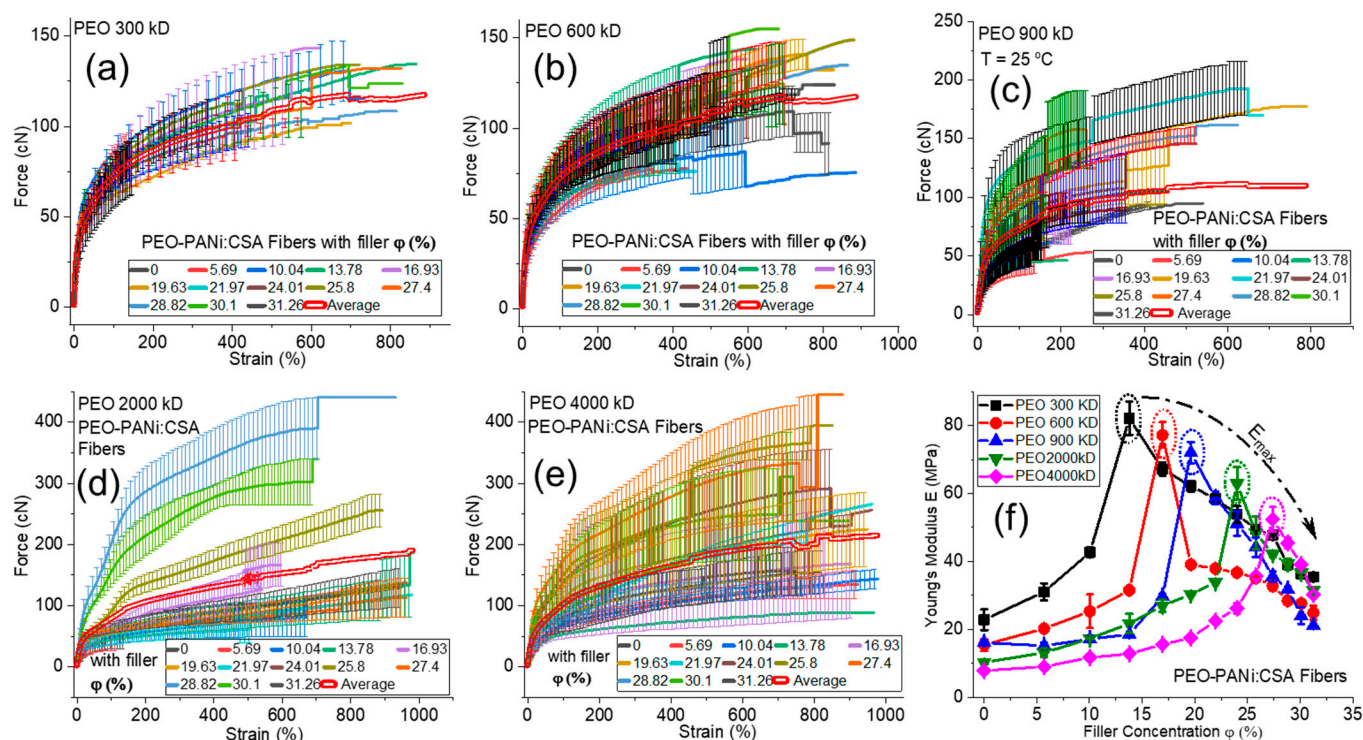 PEO 300 kD
(a)
Force (cN)
150
100
50
0
0 200 400 600 800
Strain (%)
PEO-PANi:CSA Fibers with filler φ (%)
0 5.69 10.04 13.78 16.93
19.63 21.97 24.01 25.8 27.4
28.82 30.1 31.26 Average
PEO 600 kD
(b)
Force (cN)
150
100
50
0
0 200 400 600 800 1000
Strain (%)
PEO-PANi:CSA Fibers with filler φ (%)
0 5.69 10.04 13.78 16.93
19.63 21.97 24.01 25.8 27.4
28.82 30.1 31.26 Average
PEO 900 kD
T = 25 ºC
(c)
Force (cN)
250
200
150
100
50
0
0 200 400 600 800
Strain (%)
PEO-PANi:CSA Fibers
with filler φ (%)
0 5.69 10.04 13.78
16.93 19.63 21.97 24.01
25.8 27.4 28.82 30.1
31.26 Average
PEO 2000 kD
PEO-PANi:CSA
Fibers
(d)
Force (cN)
400
300
200
100
0
0 200 400 600 800 1000
Strain (%)
with filler
φ (%)
0 5.69 10.04 13.78 16.93
19.63 21.97 24.01 25.8 27.4
28.82 30.1 31.26 Average
PEO 4000 kD
PEO-PANi:CSA Fibers
(e)
Force (cN)
400
300
200
100
0
0 200 400 600 800 1000
Strain (%)
with filler
φ (%)
0 5.69 10.04 13.78 16.93
19.63 21.97 24.01 25.8 27.4
28.82 30.1 31.26 Average
PEO 300 KD
PEO 600 KD
PEO 900 KD
PEO2000kD
PEO4000kD
Emax
(f)
Young's Modulus E (MPa)
80
60
40
20
0
0 5 10 15 20 25 30 35
Filler Concentration φ (%)
PEO-PANi:CSA Fibers